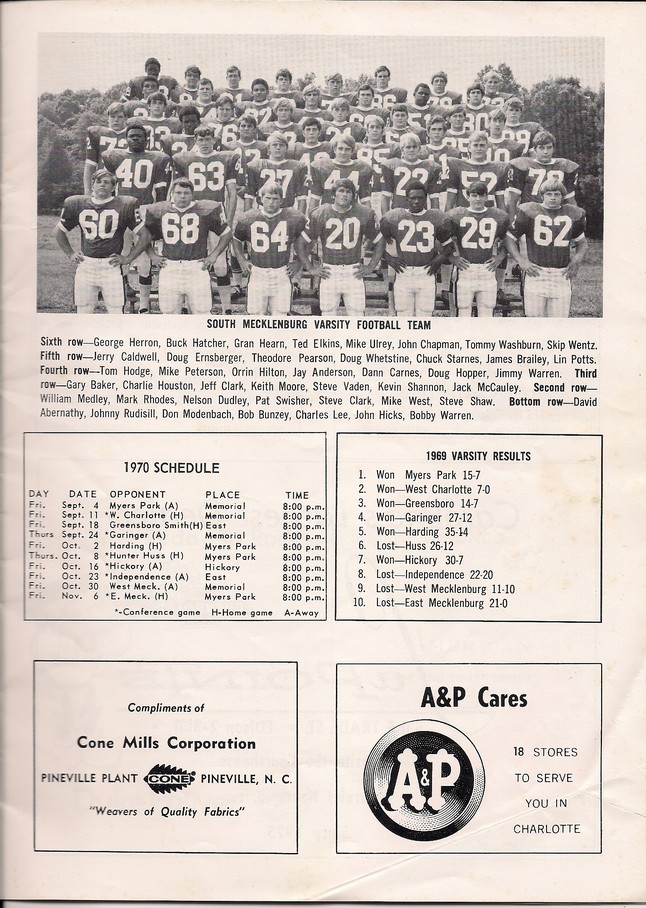 SOUTH MECKLENBURG VARSITY FOOTBALL TEAM
Sixth row—George Herron, Buck Hatcher, Gran Hearn, Ted Elkins, Mike Ulrey, John Chapman, Tommy Washburn, Skip Wentz.
Fifth row—Jerry Caldwell, Doug Ernsberger, Theodore Pearson, Doug Whetstine, Chuck Starnes, James Brailey, Lin Potts.
Fourth row—Tom Hodge, Mike Peterson, Orrin Hilton, Jay Anderson, Dann Carnes, Doug Hopper, Jimmy Warren. Third
row—Gary Baker, Charlie Houston, Jeff Clark, Keith Moore, Steve Vaden, Kevin Shannon, Jack McCauley. Second row—
William Medley, Mark Rhodes, Nelson Dudley, Pat Swisher, Steve Clark, Mike West, Steve Shaw. Bottom row—David
Abernathy, Johnny Rudisill, Don Modenbach, Bob Bunzey, Charles Lee, John Hicks, Bobby Warren.
1970 SCHEDULE
DAY DATE OPPONENT PLACE TIME
Fri. Sept. 4 Myers Park (A) Memorial 8:00 p.m.
Fri. Sept. 11 *W. Charlotte (H) Memorial 8:00 p.m.
Fri. Sept. 18 Greensboro Smith(H) East 8:00 p.m.
Thurs Sept. 24 *Garinger (A) Memorial 8:00 p.m.
Fri. Oct. 2 Harding (H) Myers Park 8:00 p.m.
Thurs. Oct. 8 *Hunter Huss (H) Myers Park 8:00 p.m.
Fri. Oct. 16 *Hickory (A) Hickory 8:00 p.m.
Fri. Oct. 23 *Independence (A) East 8:00 p.m.
Fri. Oct. 30 West Meck. (A) Memorial 8:00 p.m.
Fri. Nov. 6 *E. Meck. (H) Myers Park 8:00 p.m.
*-Conference game H-Home game A-Away
1969 VARSITY RESULTS
1. Won Myers Park 15-7
2. Won—West Charlotte 7-0
3. Won—Greensboro 14-7
4. Won—Garinger 27-12
5. Won—Harding 35-14
6. Lost—Huss 26-12
7. Won—Hickory 30-7
8. Lost—Independence 22-20
9. Lost—West Mecklenburg 11-10
10. Lost—East Mecklenburg 21-0
Compliments of
Cone Mills Corporation
PINEVILLE PLANT CONE PINEVILLE, N. C.
"Weavers of Quality Fabrics"
A&P Cares
A&P
18 STORES
TO SERVE
YOU IN
CHARLOTTE
60 68 64 20 23 29 62
40 63 27 44 22 52 78